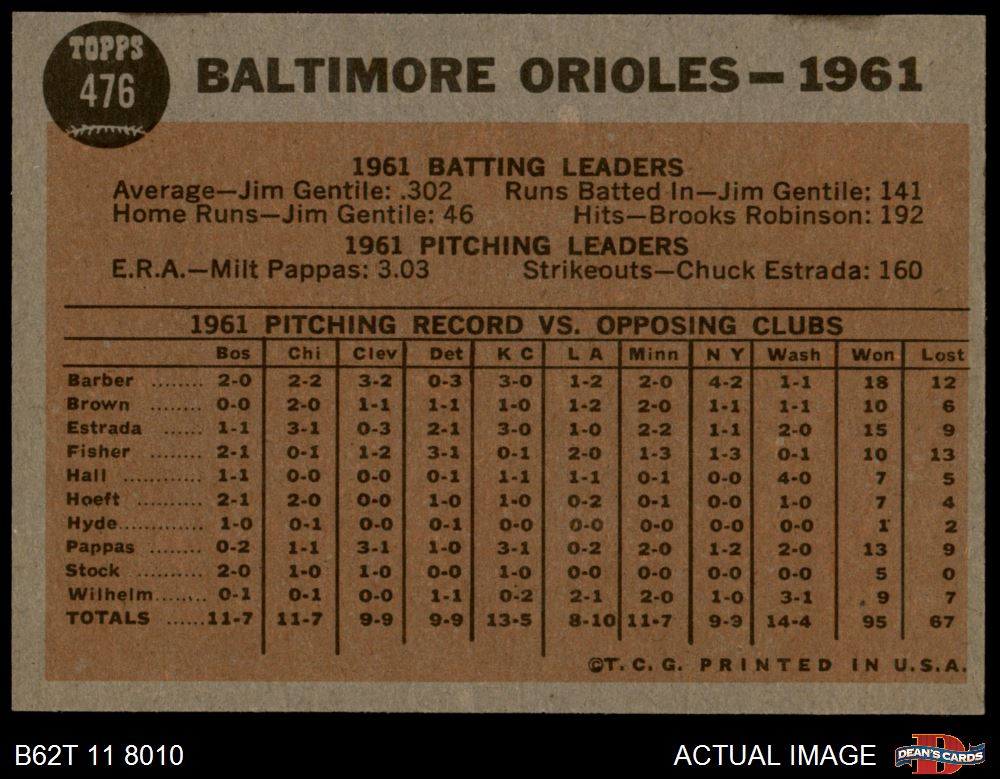 TOPPS
476
BALTIMORE ORIOLES—1961
1961 BATTING LEADERS
Average—Jim Gentile: .302 Runs Batted In—Jim Gentile: 141
Home Runs—Jim Gentile: 46 Hits—Brooks Robinson: 192
1961 PITCHING LEADERS
E.R.A.—Milt Pappas: 3.03 Strikeouts—Chuck Estrada: 160
1961 PITCHING RECORD VS. OPPOSING CLUBS
Bos Chi Clev Det K C L A Minn N Y Wash Won Lost
Barber ........ 2-0 2-2 3-2 0-3 3-0 1-2 2-0 4-2 1-1 18 12
Brown ........ 0-0 2-0 1-1 1-1 1-0 1-2 2-0 1-1 1-1 10 6
Estrada ...... 1-1 3-1 0-3 2-1 3-0 1-0 2-2 1-1 2-0 15 9
Fisher ........ 2-1 0-1 1-2 3-1 0-1 2-0 1-3 1-3 0-1 10 13
Hall ............ 1-1 0-0 0-0 0-1 1-1 1-1 0-1 0-0 4-0 7 5
Hoeft .......... 2-1 2-0 0-0 1-0 1-0 0-2 0-1 0-0 1-0 7 4
Hyde............ 1-0 0-1 0-0 0-1 0-0 0-0 0-0 0-0 0-0 1 2
Pappas ........ 0-2 1-1 3-1 1-0 3-1 0-2 2-0 1-2 2-0 13 9
Stock .......... 2-0 1-0 1-0 0-0 1-0 0-0 0-0 0-0 0-0 5 0
Wilhelm........ 0-1 0-1 0-0 1-1 0-2 2-1 2-0 1-0 3-1 9 7
TOTALS ......11-7 11-7 9-9 9-9 13-5 8-10 11-7 9-9 14-4 95 67
©T. C. G. PRINTED IN U.S.A.
B62T 11 8010 ACTUAL IMAGE DEAN'S CARDS